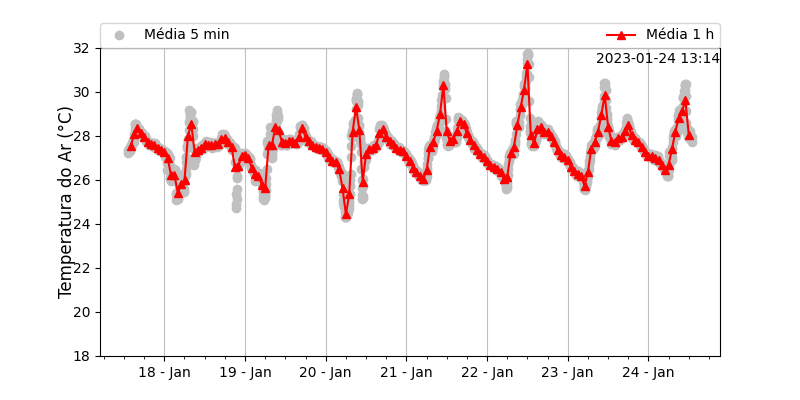 Média 5 min
Média 1 h
2023-01-24 13:14
Temperatura do Ar (°C)
32
30
28
26
24
22
20
18
18 - Jan
19 - Jan
20 - Jan
21 - Jan
22 - Jan
23 - Jan
24 - Jan